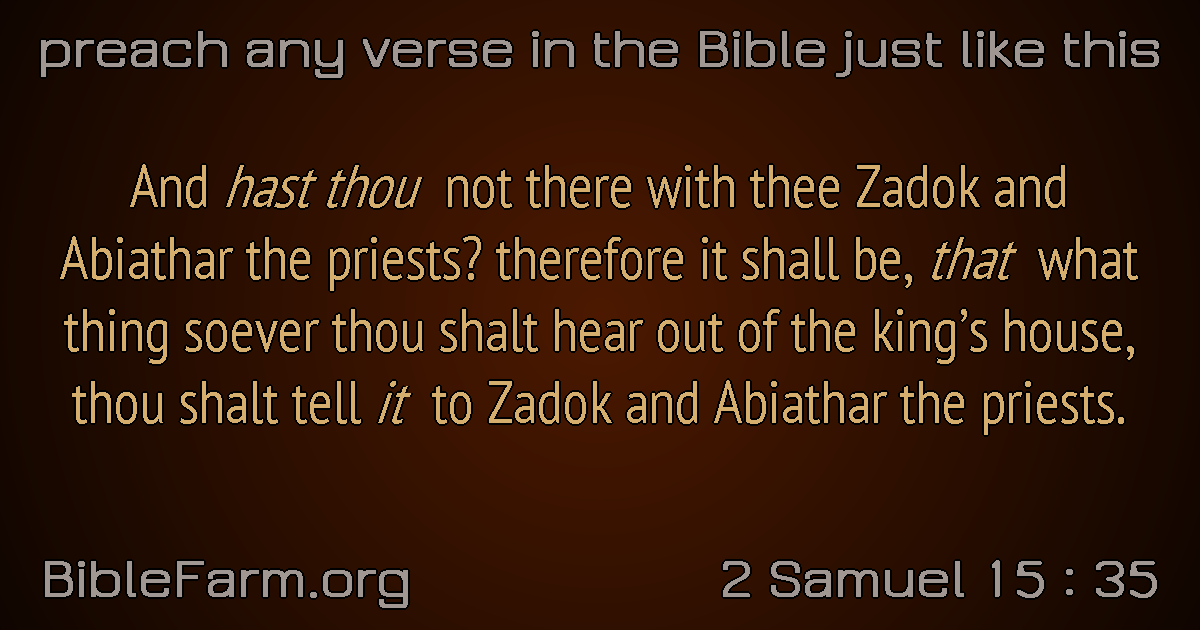 preach any verse in the Bible just like this
And hast thou not there with thee Zadok and
Abiathar the priests? therefore it shall be, that what
thing soever thou shalt hear out of the king’s house,
thou shalt tell it to Zadok and Abiathar the priests.
BibleFarm.org
2 Samuel 15 : 35